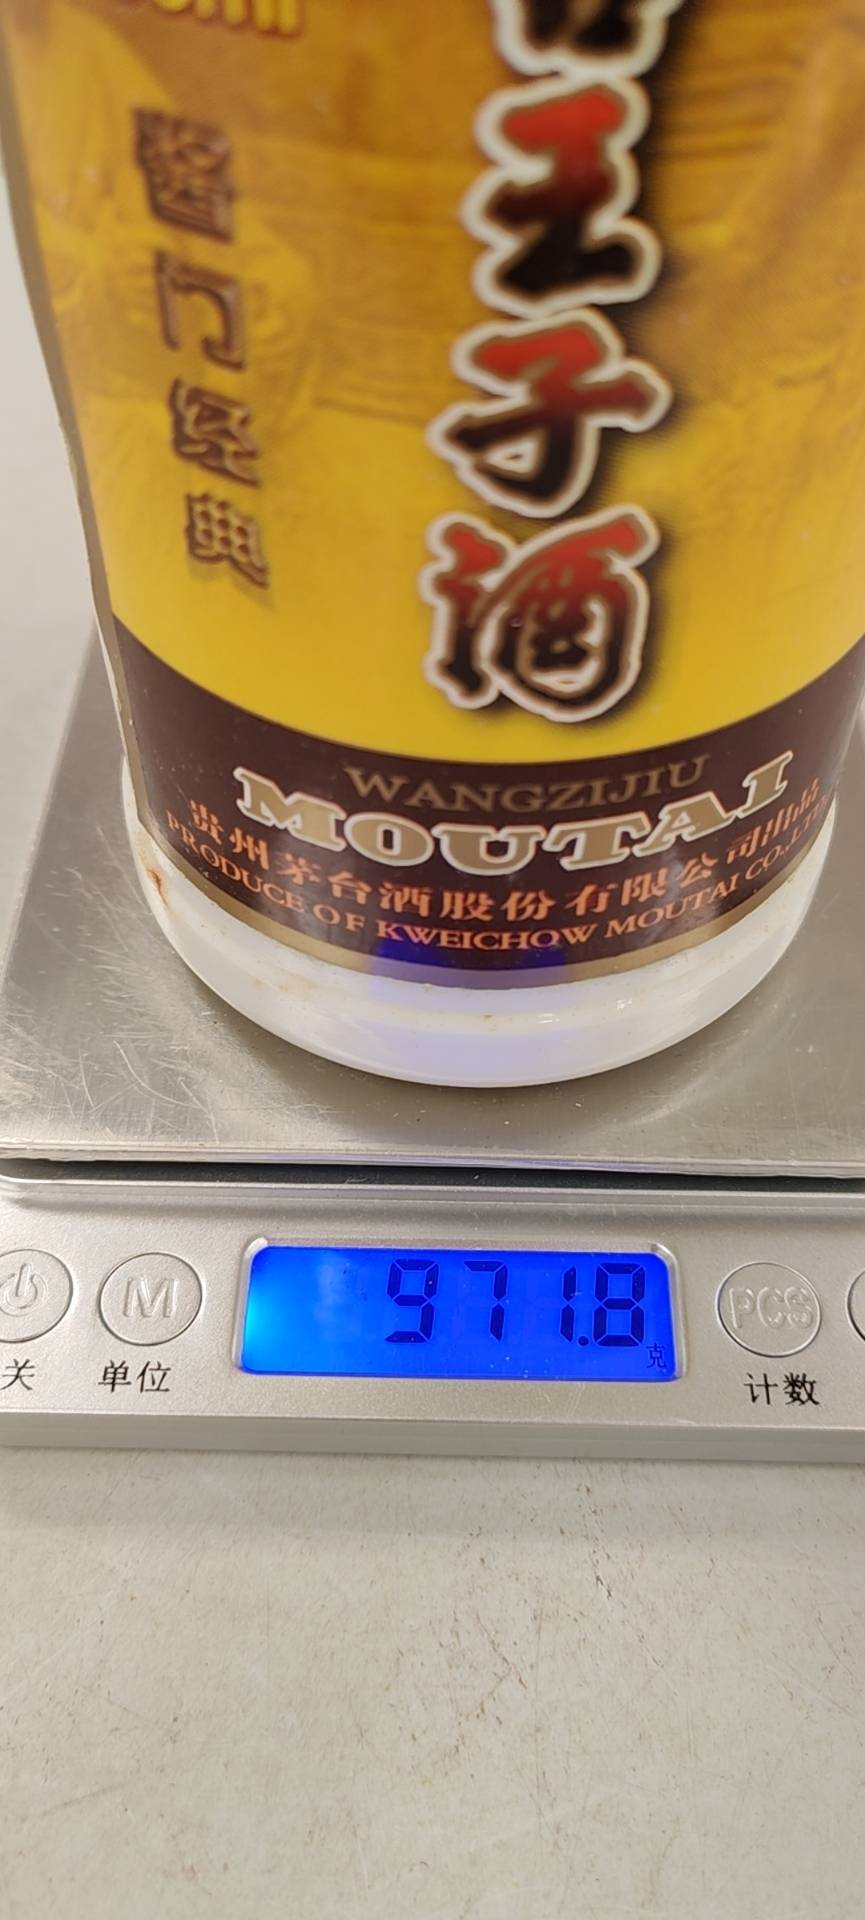 王子酒
酱门经典
WANGZIJIU
MOUTAI
贵州茅台酒股份有限公司出品
PRODUCE OF KWEICHOW MOUTAI CO.,LTD
971.8
克
M
PCS
关
单位
计数